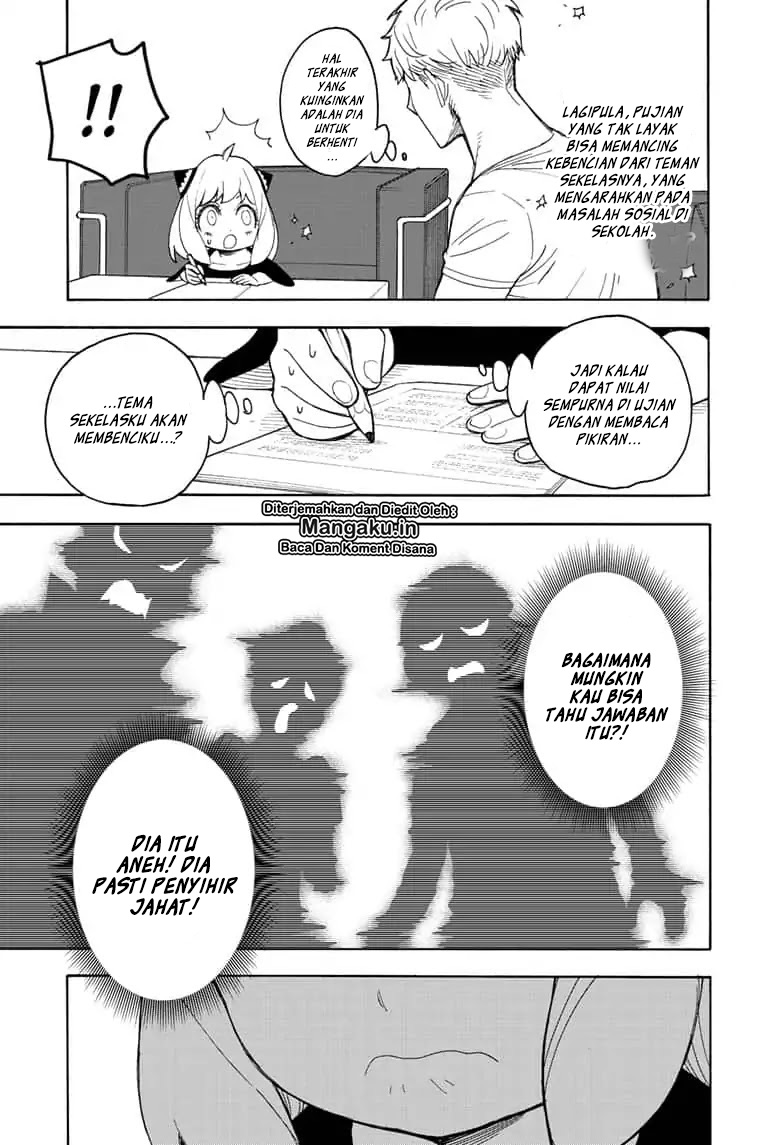 LAGIPULA, PUJIAN
YANG TAK LAYAK
BISA MEMANCING
KEBENCIAN DARI TEMAN
SEKELASNYA, YANG
MENGARAHKAN PADA
MASALAH SOSIAL DI
SEKOLAH.
HAL
TERAKHIR
YANG
KUINGINKAN
ADALAH DIA
UNTUK
BERHENTI
...
!!
JADI KALAU
DAPAT NILAI
SEMPURNA DI UJIAN
DENGAN MEMBACA
PIKIRAN...
...TEMA
SEKELASKU AKAN
MEMBENCIKU...?
Diterjemahkan dan Diedit Oleh :
Mangaku.in
Baca Dan Koment Disana
BAGAIMANA
MUNGKIN
KAU BISA
TAHU JAWABAN
ITU?!
DIA ITU
ANEH! DIA
PASTI PENYIHIR
JAHAT!